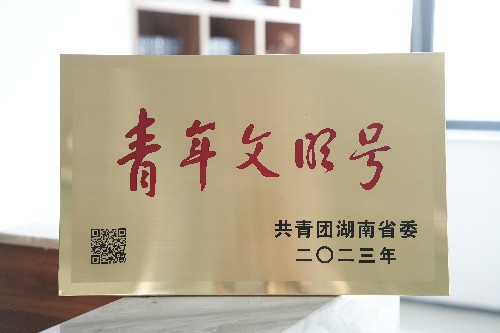 青年文明号
共青团湖南省委
二〇二三年